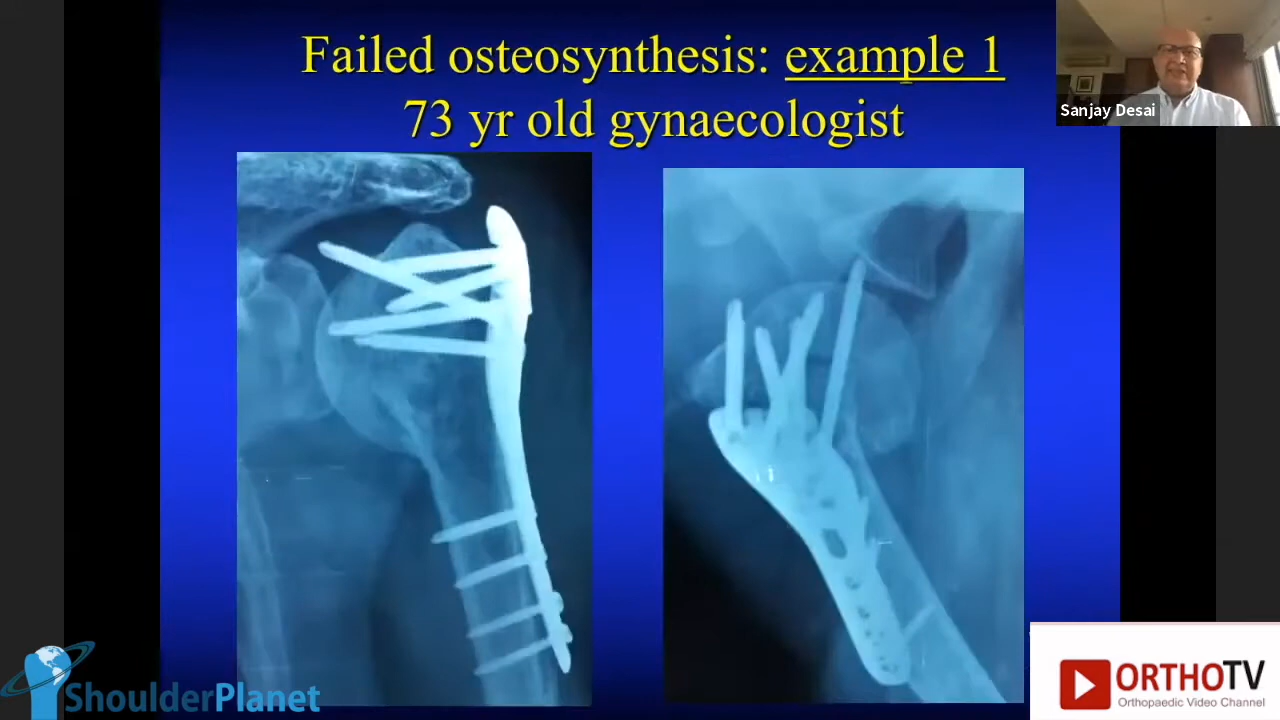 Failed osteosynthesis: example 1
73 yr old gynaecologist
Sanjay Desai
ShoulderPlanet
ORTHOTV
Orthopaedic Video Channel